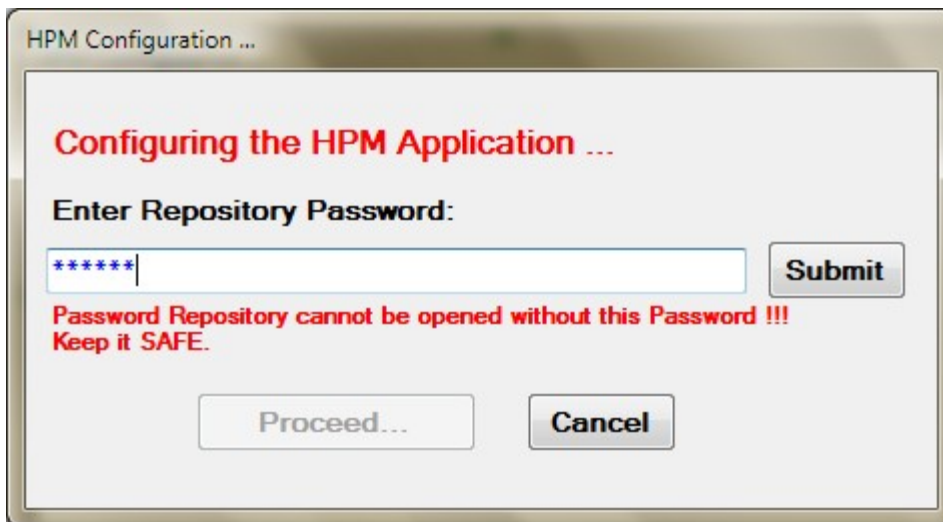 HPM Configuration ...
Configuring the HPM Application ...
Enter Repository Password:
******
Submit
Password Repository cannot be opened without this Password !!!
Keep it SAFE.
Proceed...
Cancel